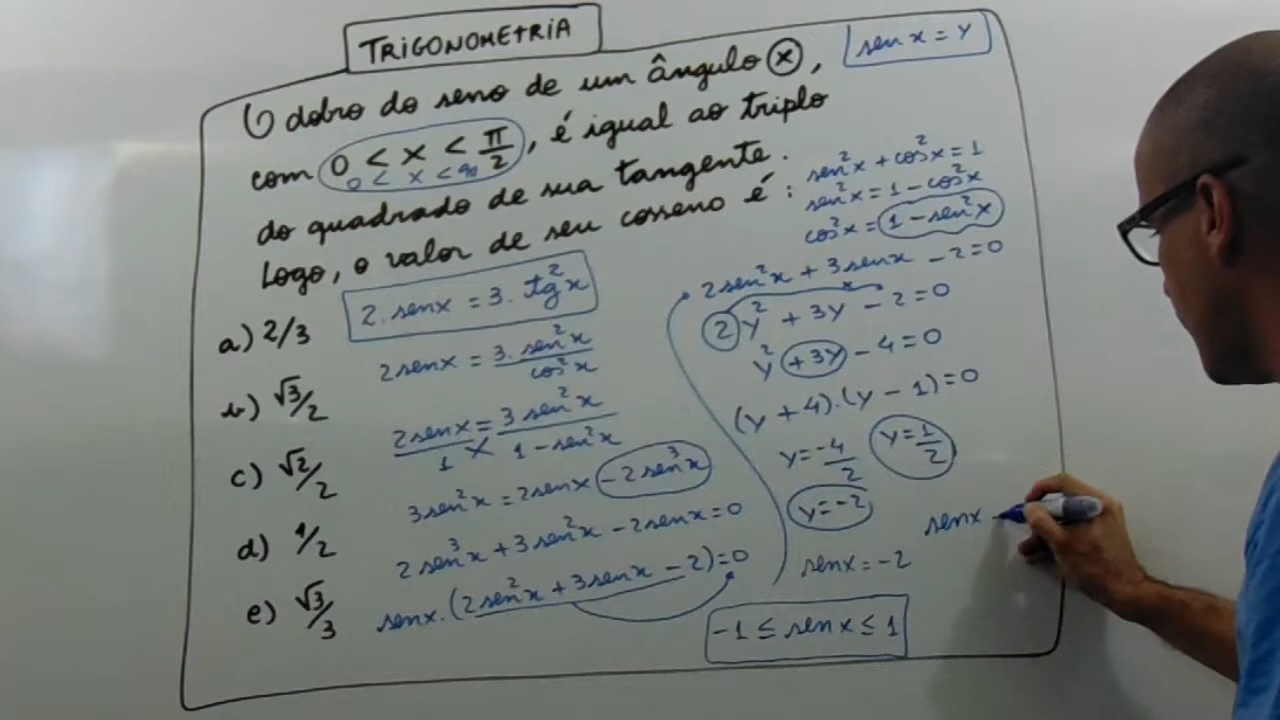 TRIGONOMETRIA
O dobro do seno de um ângulo x,
com 0 < x < π/2, é igual ao triplo
0 < x < 90
do quadrado de sua tangente.
Logo, o valor de seu cosseno é:
a) 2/3
b) √3/2
c) √2/2
d) 1/2
e) √3/3
2.senx = 3.tg²x
2senx = 3.sen²x/cos²x
2senx/1 = 3sen²x/1-sen²x
3sen²x = 2senx - 2sen³x
2sen³x + 3sen²x - 2senx = 0
senx.(2sen²x + 3senx - 2) = 0
sen x = y
sen²x + cos²x = 1
sen²x = 1 - cos²x
cos²x = 1 - sen²x
2sen²x + 3senx - 2 = 0
2y² + 3y - 2 = 0
y² + 3y - 4 = 0
(y + 4).(y - 1) = 0
y = -4/2 y = 1/2
y = -2
senx = -2
-1 ≤ senx ≤ 1
senx -